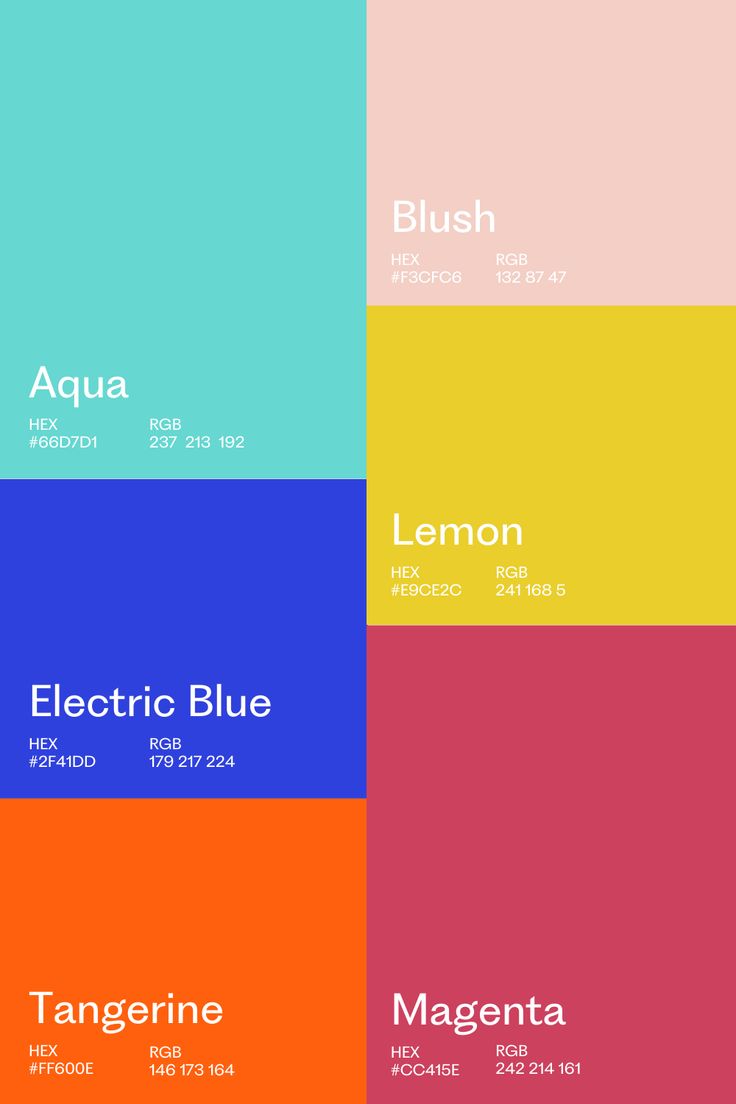 Blush
HEX RGB
#F3CFC6 132 87 47
Aqua
HEX RGB
#66D7D1 237 213 192
Lemon
HEX RGB
#E9CE2C 241 168 5
Electric Blue
HEX RGB
#2F41DD 179 217 224
Tangerine
HEX RGB
#FF600E 146 173 164
Magenta
HEX RGB
#CC415E 242 214 161